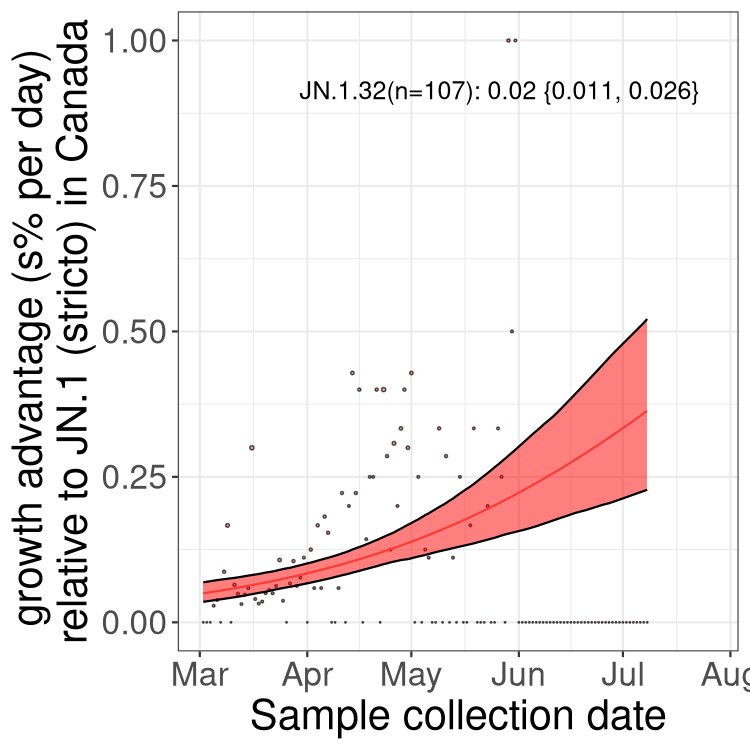 growth advantage (s% per day)
relative to JN.1 (stricto) in Canada
1.00
0.75
0.50
0.25
0.00
JN.1.32(n=107): 0.02 {0.011, 0.026}
Mar Apr May Jun Jul Aug
Sample collection date